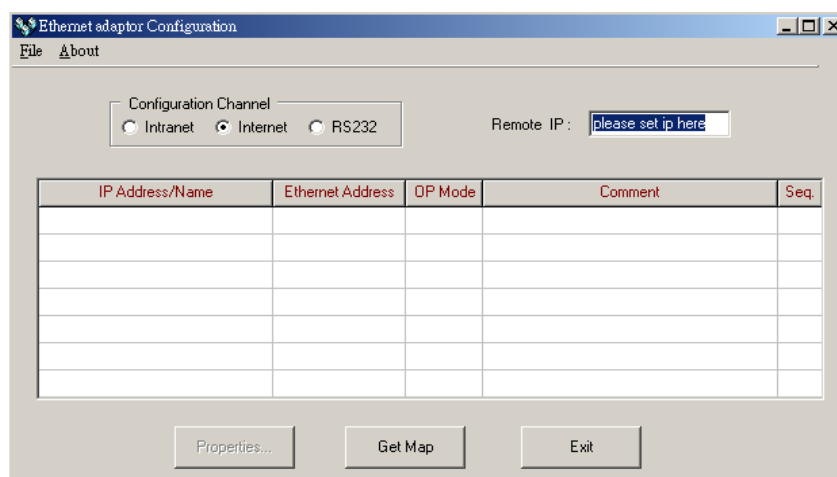 Ethernet adaptor Configuration
File About
Configuration Channel
Intranet Internet RS232
Remote IP : please set ip here
IP Address/Name Ethernet Address OP Mode Comment Seq.
Properties... Get Map Exit